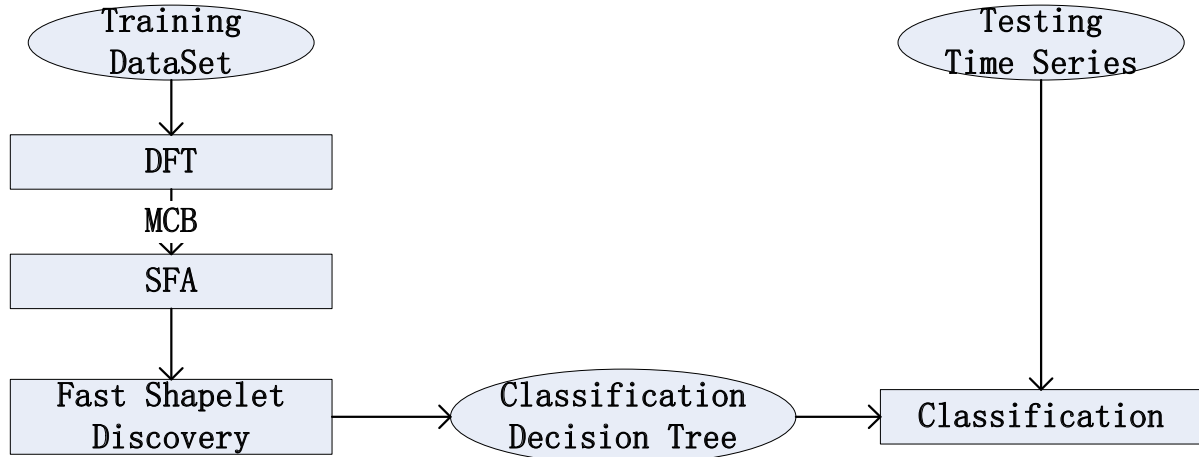 Training
DataSet
Testing
Time Series
DFT
MCB
SFA
Fast Shapelet
Discovery
Classification
Decision Tree
Classification